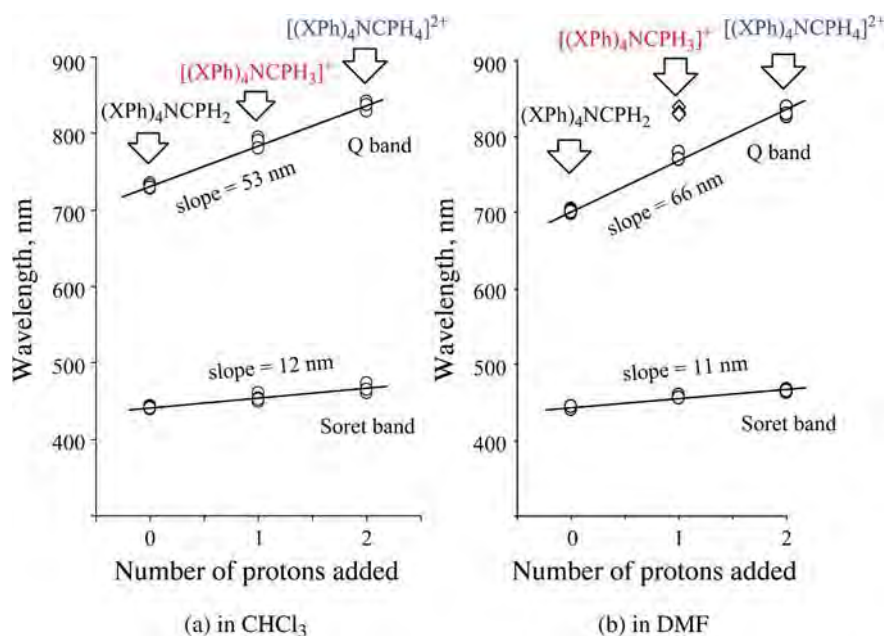 [(XPh)₄NCPH₄]²⁺
[(XPh)₄NCPH₃]⁺
(XPh)₄NCPH₂
900
800
700
600
500
400
Wavelength, nm
Q band
slope = 53 nm
slope = 12 nm
Soret band
0 1 2
Number of protons added
(a) in CHCl₃
[(XPh)₄NCPH₃]⁺ [(XPh)₄NCPH₄]²⁺
(XPh)₄NCPH₂
900
800
700
600
500
400
Wavelength, nm
Q band
slope = 66 nm
slope = 11 nm
Soret band
0 1 2
Number of protons added
(b) in DMF